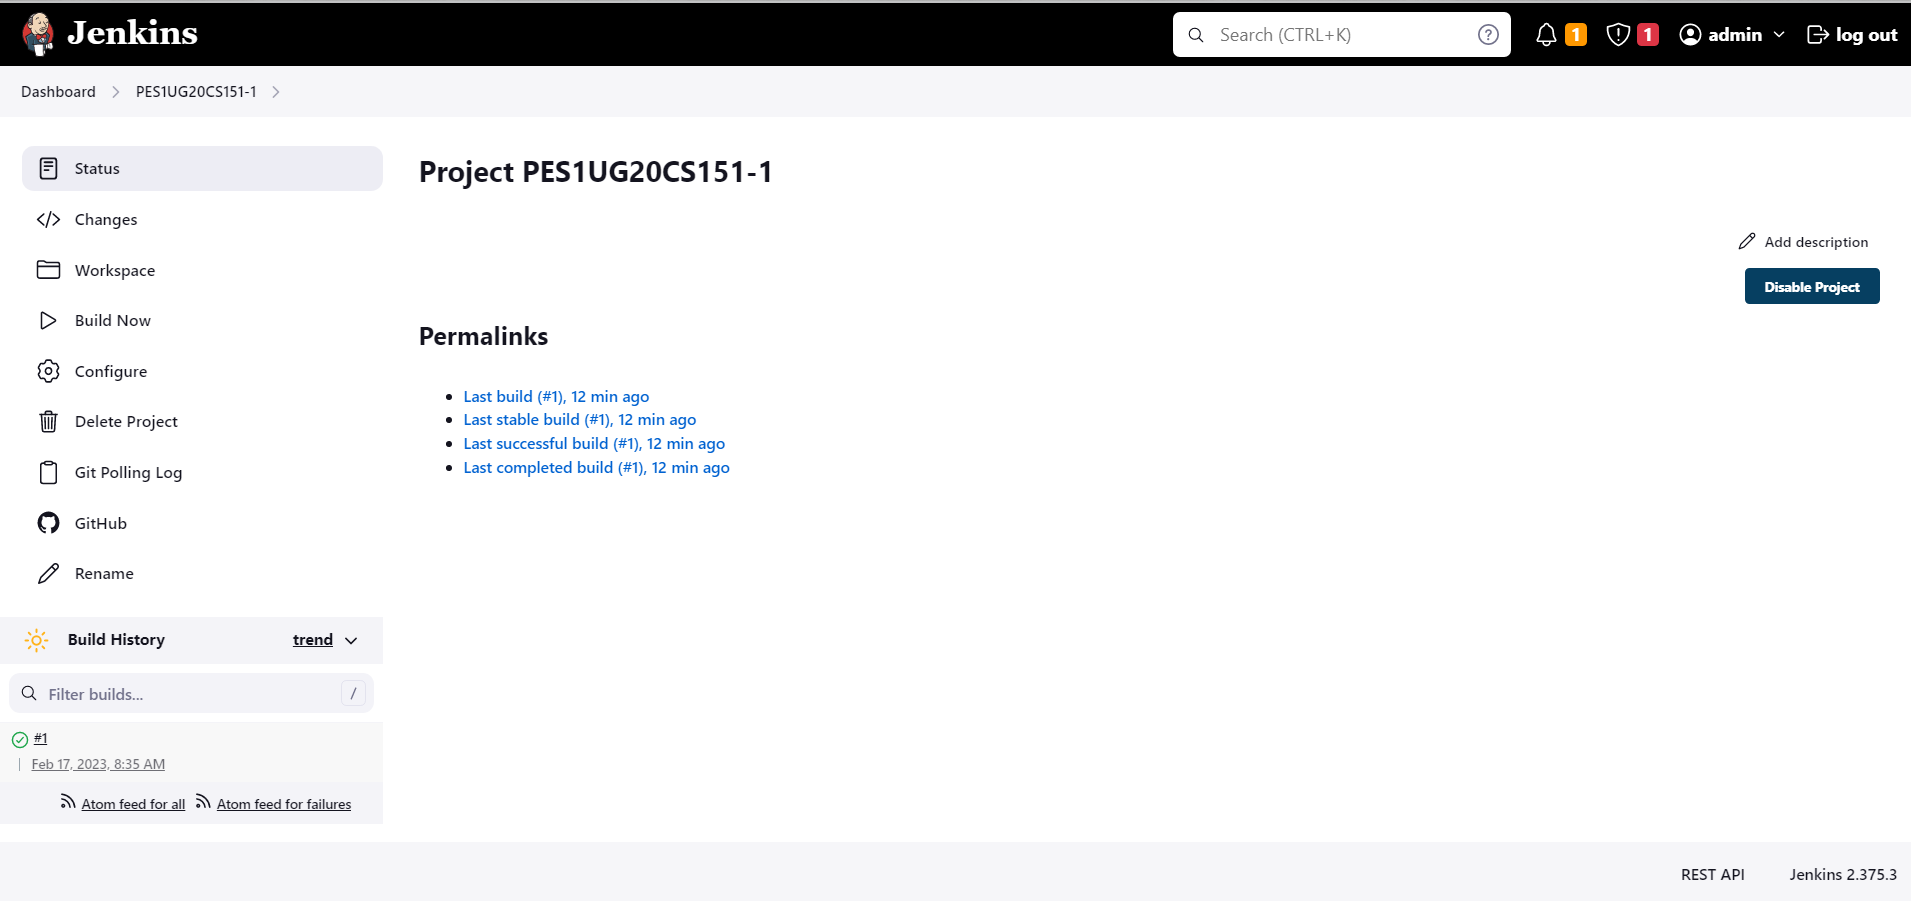 Jenkins
Search (CTRL+K)
?
1
1
admin
log out
Dashboard
PES1UG20CS151-1
Status
Changes
Workspace
Build Now
Configure
Delete Project
Git Polling Log
GitHub
Rename
Build History
trend
Filter builds...
/
#1
Feb 17, 2023, 8:35 AM
Atom feed for all
Atom feed for failures
Project PES1UG20CS151-1
Add description
Disable Project
Permalinks
Last build (#1), 12 min ago
Last stable build (#1), 12 min ago
Last successful build (#1), 12 min ago
Last completed build (#1), 12 min ago
REST API
Jenkins 2.375.3